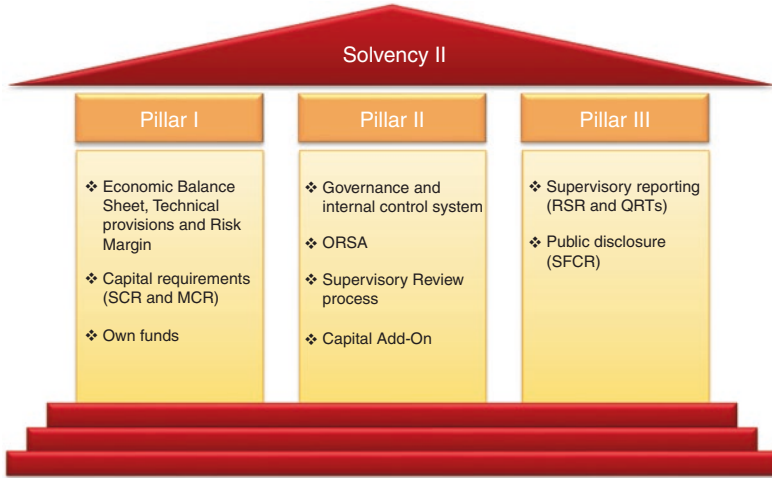 Solvency II
Pillar I
❖ Economic Balance
Sheet, Technical
provisions and Risk
Margin
❖ Capital requirements
(SCR and MCR)
❖ Own funds
Pillar II
❖ Governance and
internal control system
❖ ORSA
❖ Supervisory Review
process
❖ Capital Add-On
Pillar III
❖ Supervisory reporting
(RSR and QRTs)
❖ Public disclosure
(SFCR)